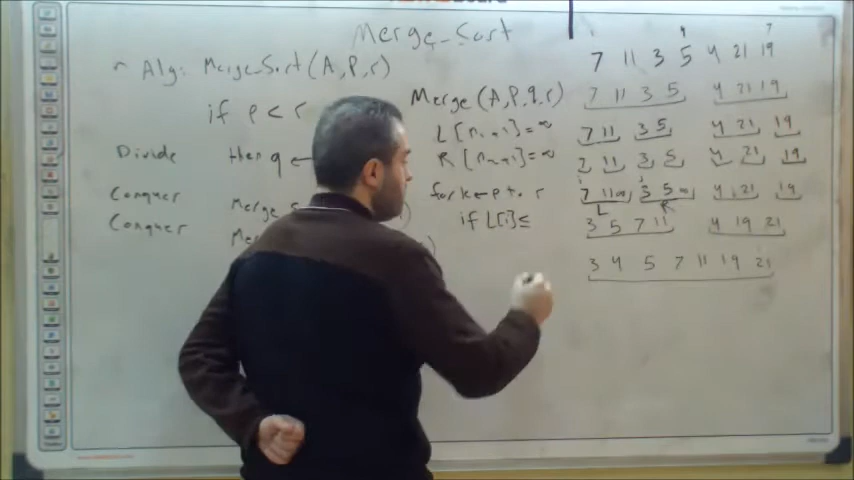 Merge-Sort
Alg: Merge-Sort(A,P,r)
if P < r
Divide then q ←
Conquer Merge
Conquer
Merge(A,P,q,r)
L[n₁+1]=∞
R[n₂+1]=∞
for k←p to r
if L[i]≤
7
7 11 3 5 4 21 19
7 11 3 5 4 21 19
7 11 3 5 4 21 19
7 11 3 5 4 21 19
7 11 ∞ 3 5 ∞ 4 21 19
L R
3 5 7 11 4 19 21
3 4 5 7 11 19 21